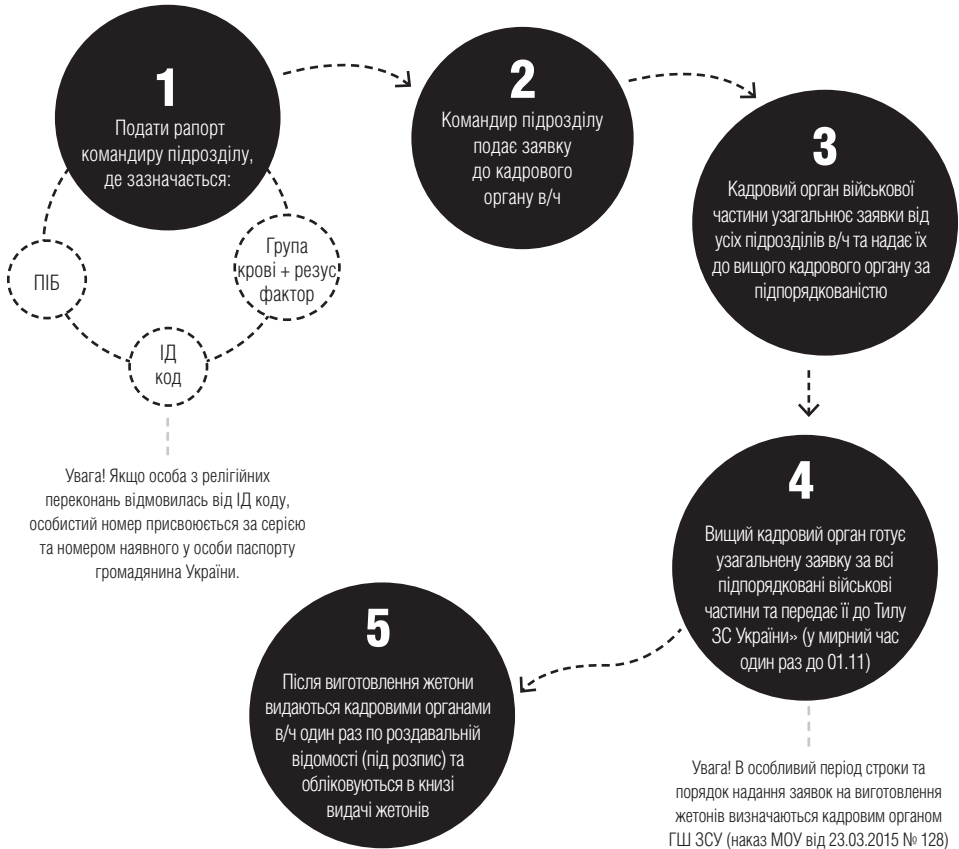 1
Подати рапорт
командиру підрозділу,
де зазначається:
ПІБ
ІД
код
Група
крові + резус
фактор
Увага! Якщо особа з релігійних
переконань відмовилась від ІД коду,
особистий номер присвоюється за серією
та номером наявного у особи паспорту
громадянина України.
2
Командир підрозділу
подає заявку
до кадрового
органу в/ч
3
Кадровий орган військової
частини узагальнює заявки від
усіх підрозділів в/ч та надає їх
до вищого кадрового органу за
підпорядкованістю
4
Вищий кадровий орган готує
узагальнену заявку за всі
підпорядковані військові
частини та передає її до Тилу
ЗС України» (у мирний час
один раз до 01.11)
Увага! В особливий період строки та
порядок надання заявок на виготовлення
жетонів визначаються кадровим органом
ГШ ЗСУ (наказ МОУ від 23.03.2015 № 128)
5
Після виготовлення жетони
видаються кадровими органами
в/ч один раз по роздавальній
відомості (під розпис) та
обліковуються в книзі
видачі жетонів